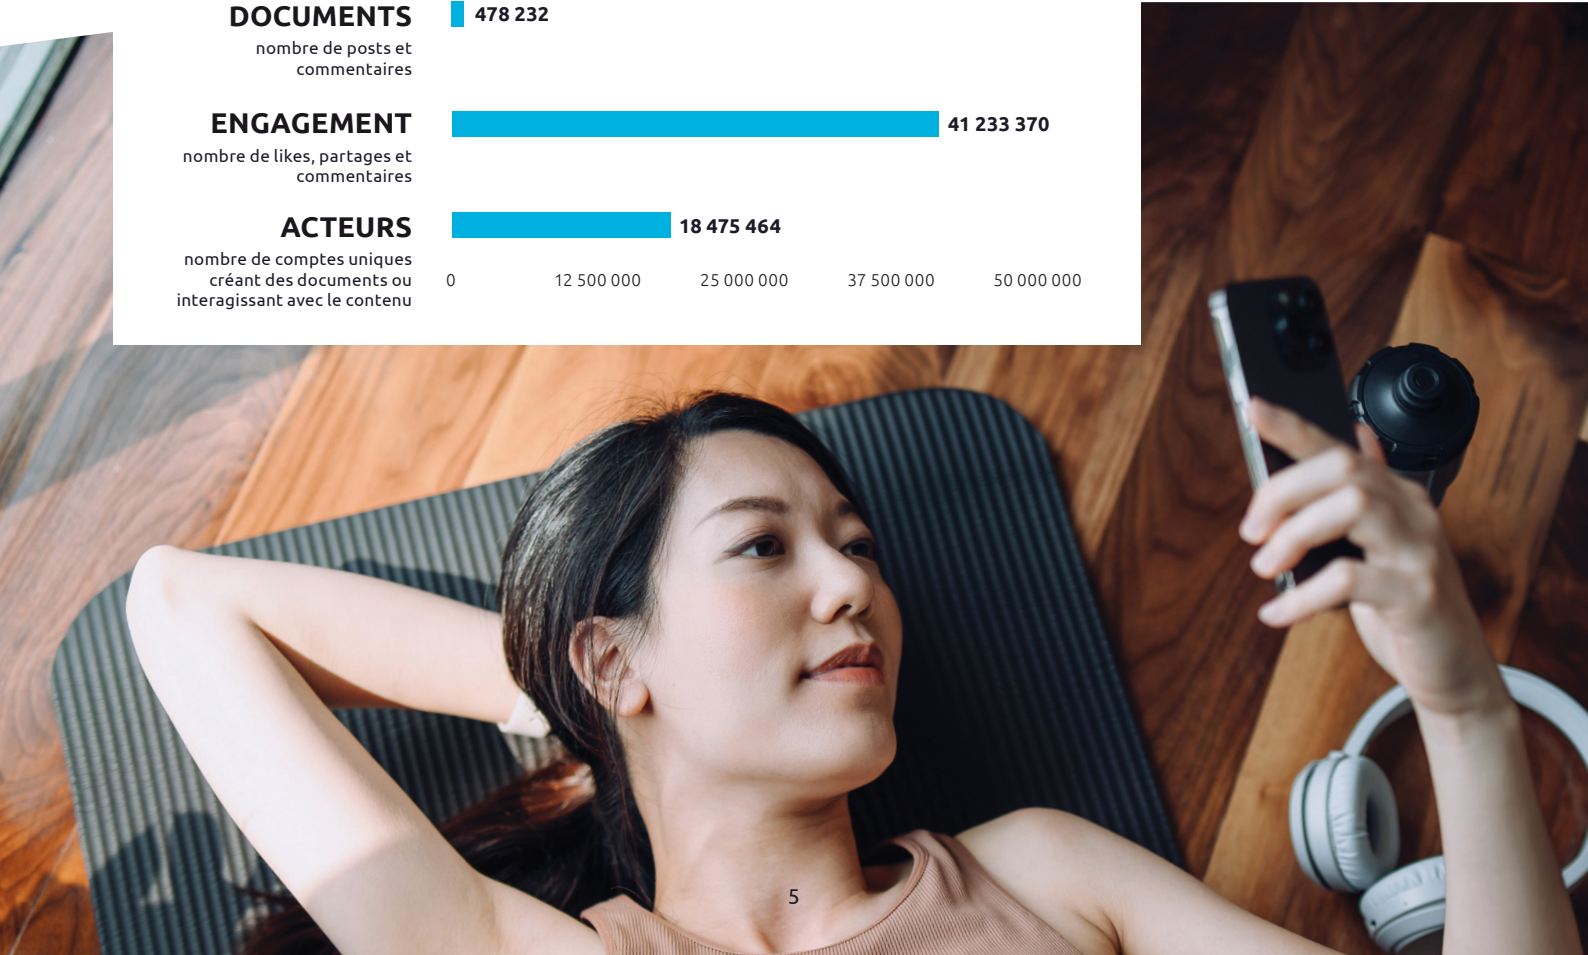 DOCUMENTS
478 232
nombre de posts et
commentaires
ENGAGEMENT
41 233 370
nombre de likes, partages et
commentaires
ACTEURS
18 475 464
nombre de comptes uniques
créant des documents ou
interagissant avec le contenu
0 12 500 000 25 000 000 37 500 000 50 000 000
5